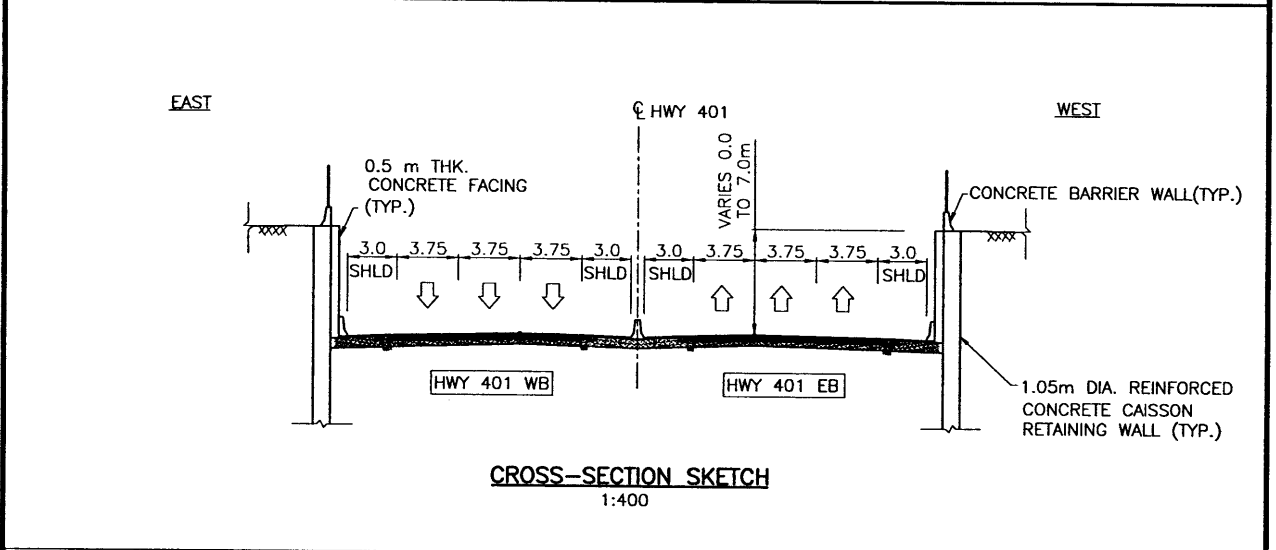 EAST
℄ HWY 401
WEST
0.5 m THK.
CONCRETE FACING
(TYP.)
VARIES 0.0
TO 7.0m
CONCRETE BARRIER WALL(TYP.)
3.0 3.75 3.75 3.75 3.0 3.0 3.75 3.75 3.75 3.0
SHLD SHLD SHLD SHLD
HWY 401 WB
HWY 401 EB
1.05m DIA. REINFORCED
CONCRETE CAISSON
RETAINING WALL (TYP.)
CROSS-SECTION SKETCH
1:400